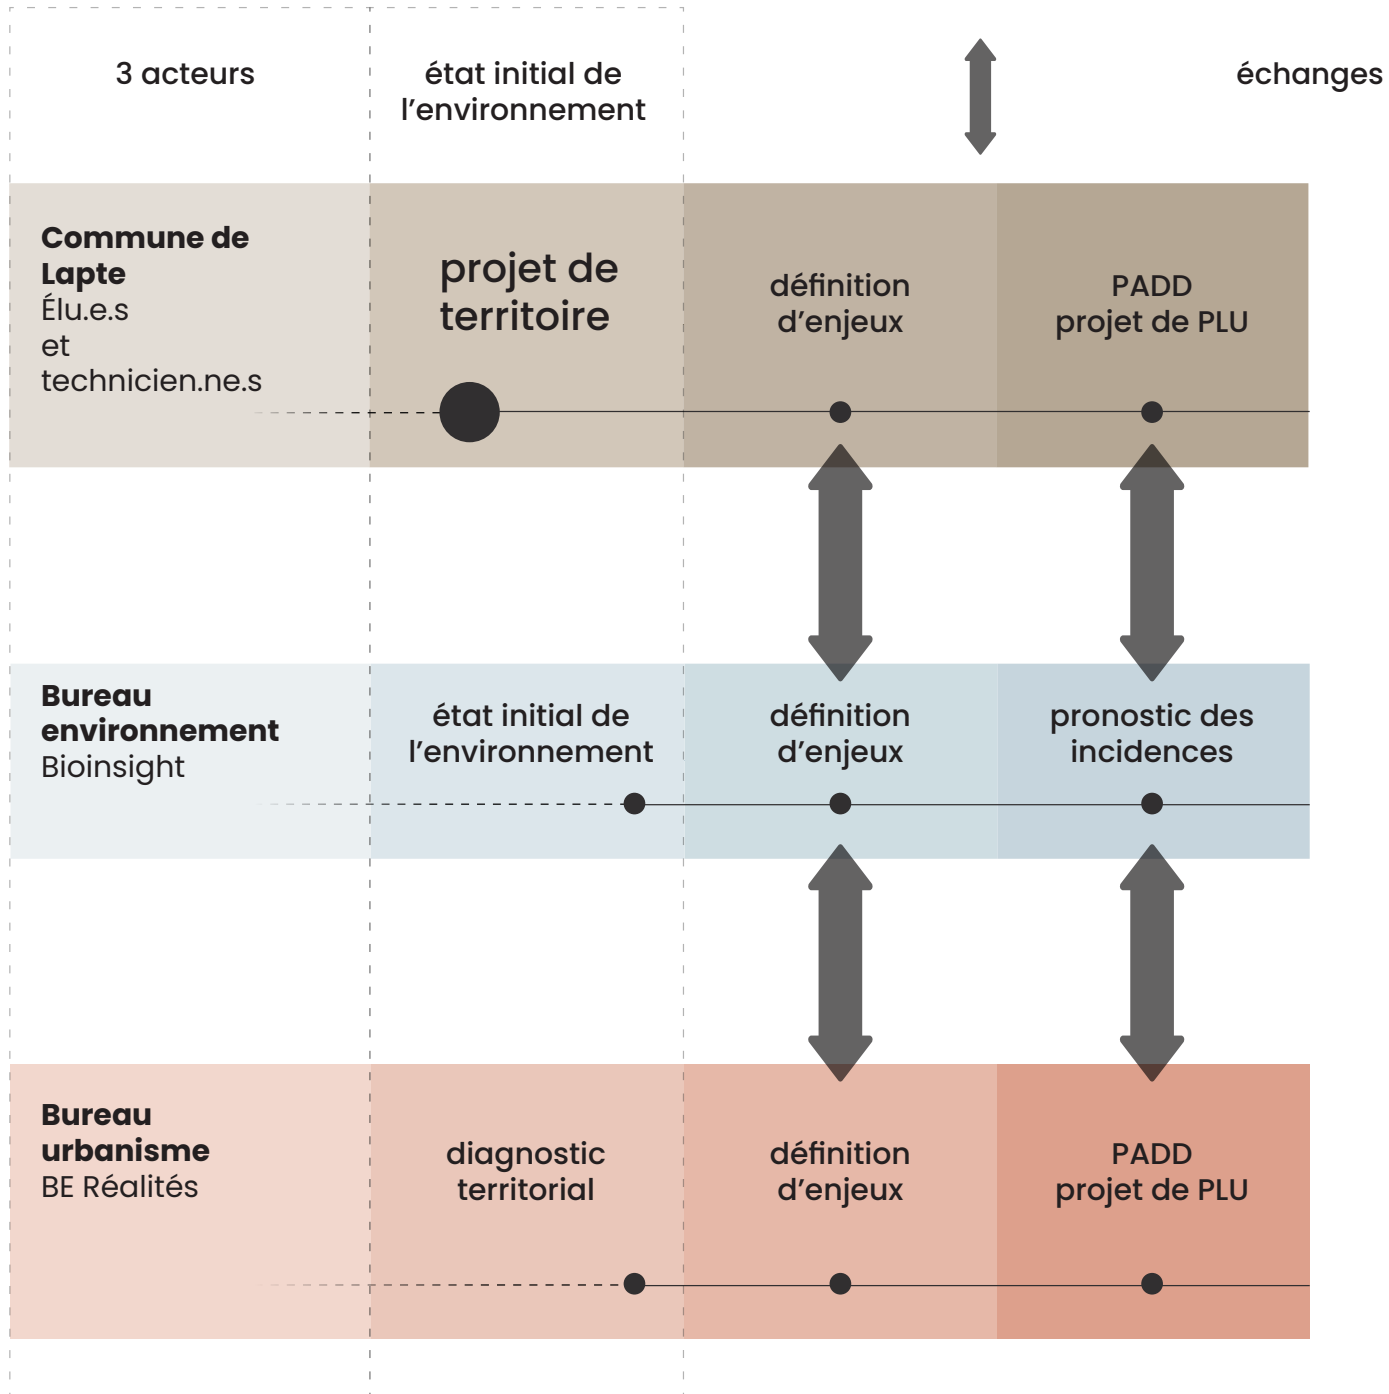 3 acteurs
état initial de
l’environnement
échanges
Commune de
Lapte
Élu.e.s
et
technicien.ne.s
projet de
territoire
définition
d’enjeux
PADD
projet de PLU
Bureau
environnement
Bioinsight
état initial de
l’environnement
définition
d’enjeux
pronostic des
incidences
Bureau
urbanisme
BE Réalités
diagnostic
territorial
définition
d’enjeux
PADD
projet de PLU